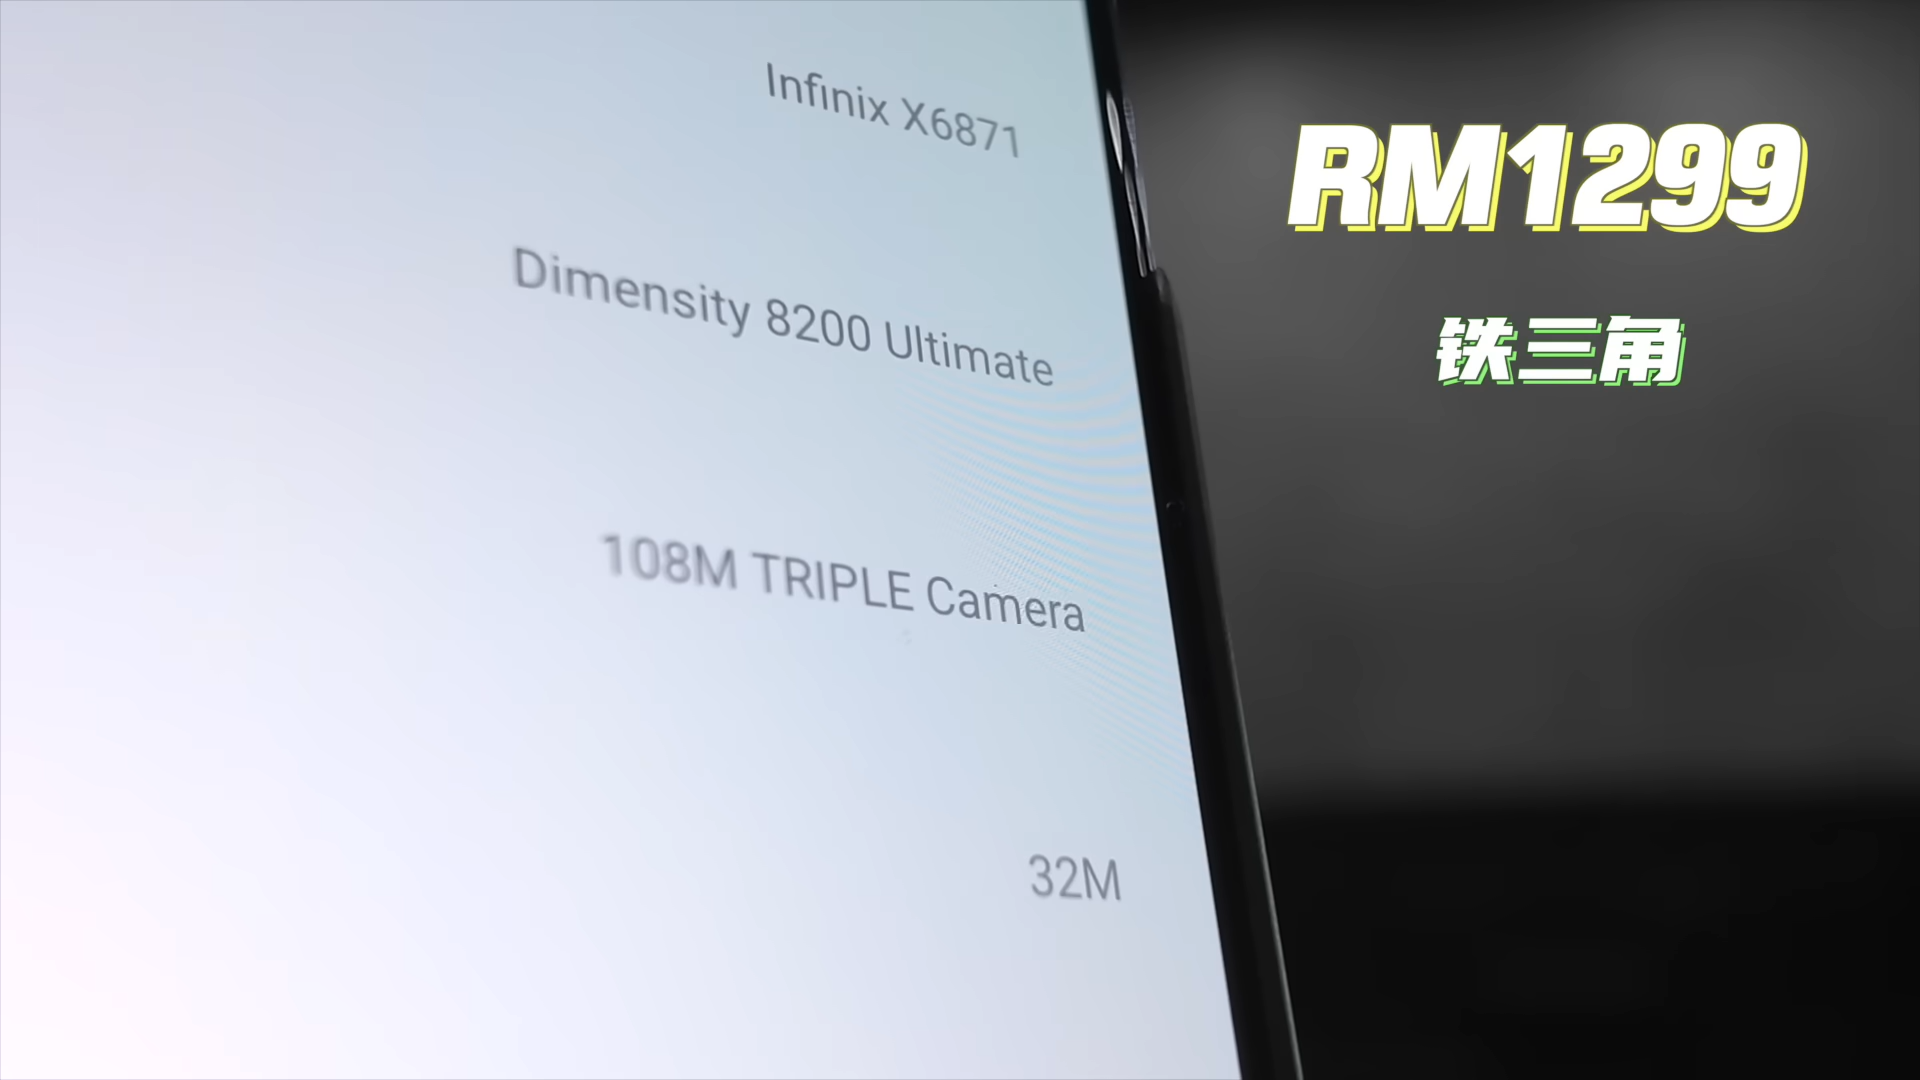 Infinix X6871
Dimensity 8200 Ultimate
108M TRIPLE Camera
32M
RM1299
铁三角